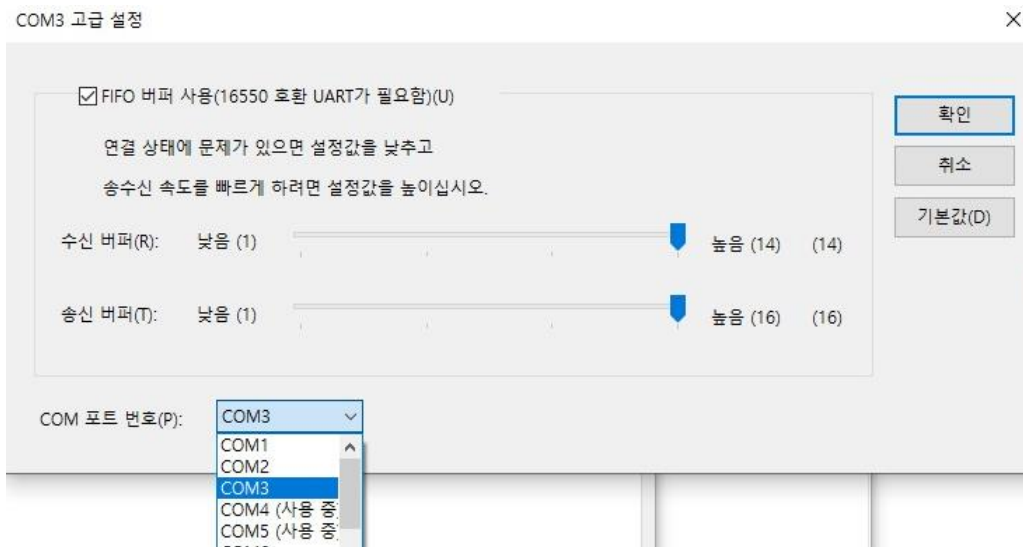 COM3 고급 설정
FIFO 버퍼 사용(16550 호환 UART가 필요함)(U)
연결 상태에 문제가 있으면 설정값을 낮추고
송수신 속도를 빠르게 하려면 설정값을 높이십시오.
수신 버퍼(R): 낮음 (1) 높음 (14) (14)
송신 버퍼(T): 낮음 (1) 높음 (16) (16)
확인
취소
기본값(D)
COM 포트 번호(P): COM3
COM1
COM2
COM3
COM4 (사용 중
COM5 (사용 중